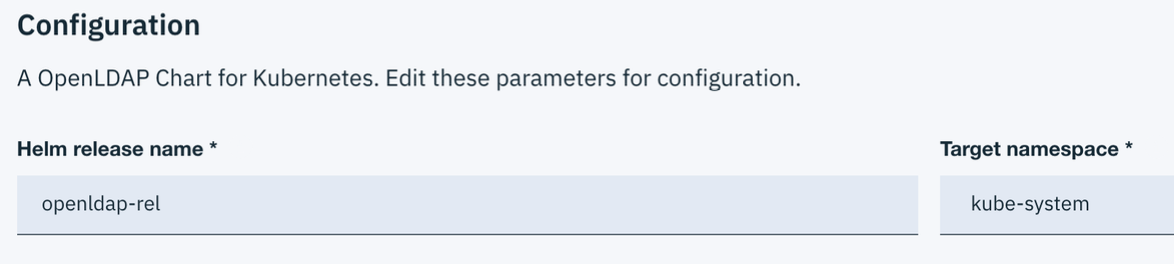 Configuration
A OpenLDAP Chart for Kubernetes. Edit these parameters for configuration.
Helm release name * Target namespace *
openldap-rel kube-system